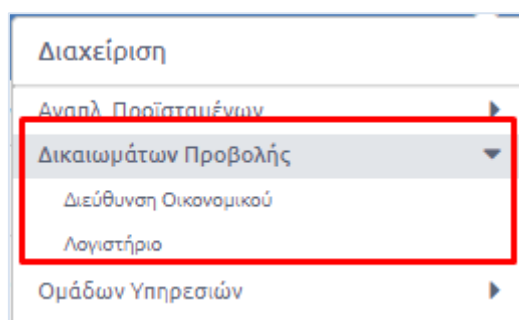 Διαχείριση
Αναπλ. Προϊσταμένων
Δικαιωμάτων Προβολής
Διεύθυνση Οικονομικού
Λογιστήριο
Ομάδων Υπηρεσιών